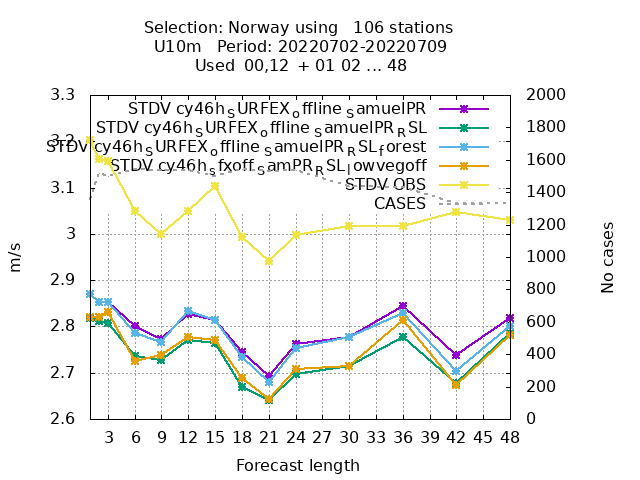 Selection: Norway using   106 stations
U10m   Period: 20220702-20220709
Used  00,12  + 01 02 ... 48
3.3
3.2
3.1
3
2.9
2.8
2.7
2.6
m/s
STDV cy46h_SURFEX_offline_SamuelPR
STDV cy46h_SURFEX_offline_SamuelPR_RSL
STDV cy46h_SURFEX_offline_SamuelPR_RSL_forest
STDV cy46h_sfxoff_SamPR_RSL_lowvegoff
STDV OBS
CASES
2000
1800
1600
1400
1200
1000
800
600
400
200
0
No cases
3 6 9 12 15 18 21 24 27 30 33 36 39 42 45 48
Forecast length